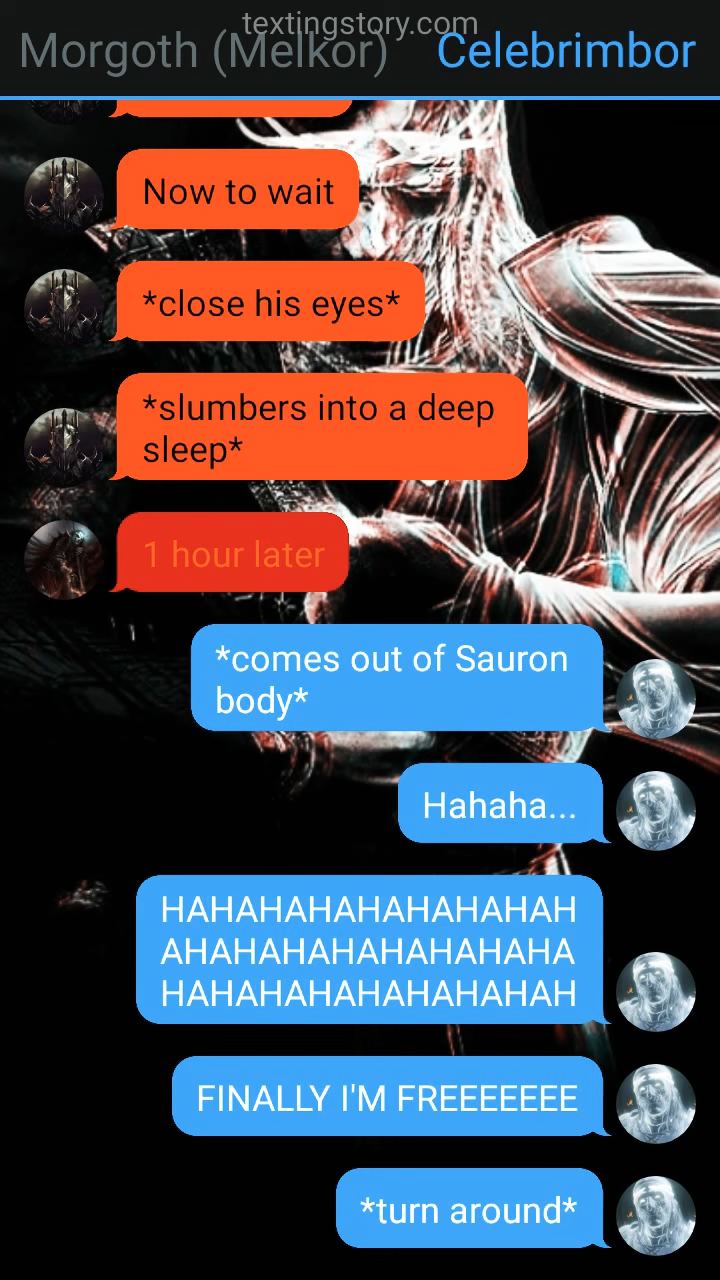 textingstory.com
Morgoth (Melkor) Celebrimbor
Now to wait
*close his eyes*
*slumbers into a deep
sleep*
1 hour later
*comes out of Sauron
body*
Hahaha...
HAHAHAHAHAHAHAHAH
AHAHAHAHAHAHAHAHA
HAHAHAHAHAHAHAHAH
FINALLY I'M FREEEEEEE
*turn around*